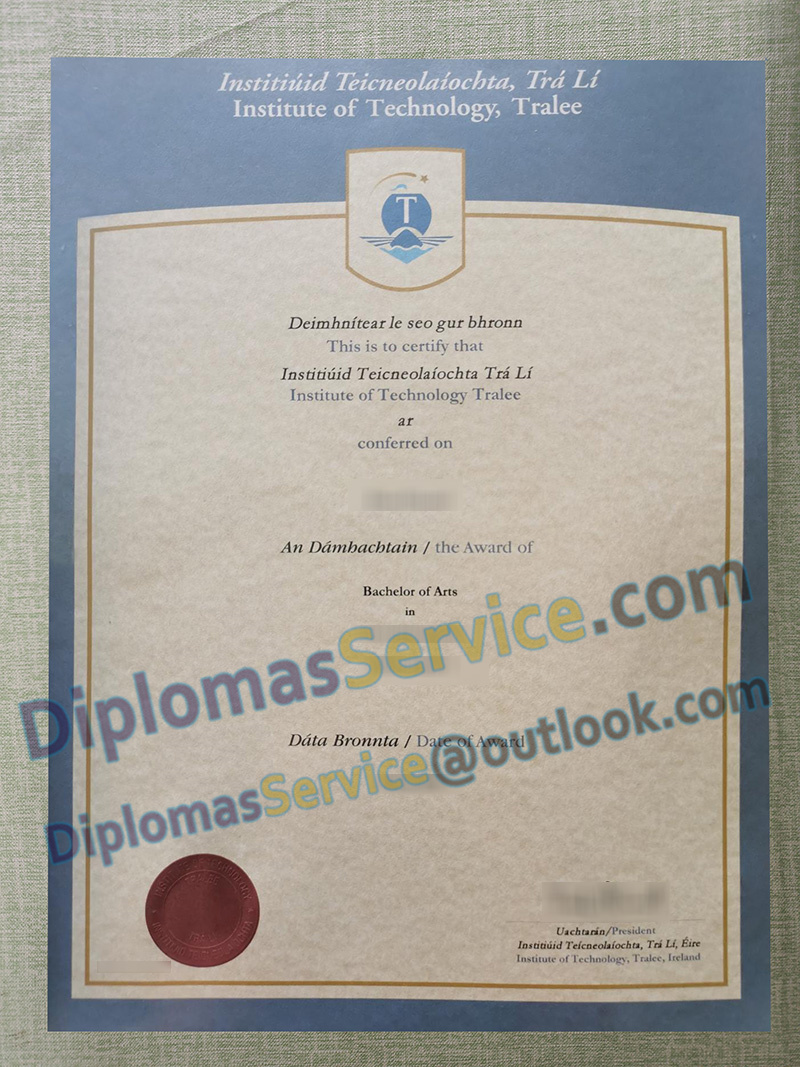 Institiúid Teicneolaíochta, Trá Lí
Institute of Technology, Tralee
T
Deimhnítear le seo gur bhronn
This is to certify that
Institiúid Teicneolaíochta Trá Lí
Institute of Technology Tralee
ar
conferred on
An Dámhachtain / the Award of
Bachelor of Arts
in
DiplomasService.com
Dáta Bronnta / Date of Award
DiplomasService@outlook.com
Uachtarán/President
Institiúid Teicneolaíochta, Trá Lí, Éire
Institute of Technology, Tralee, Ireland